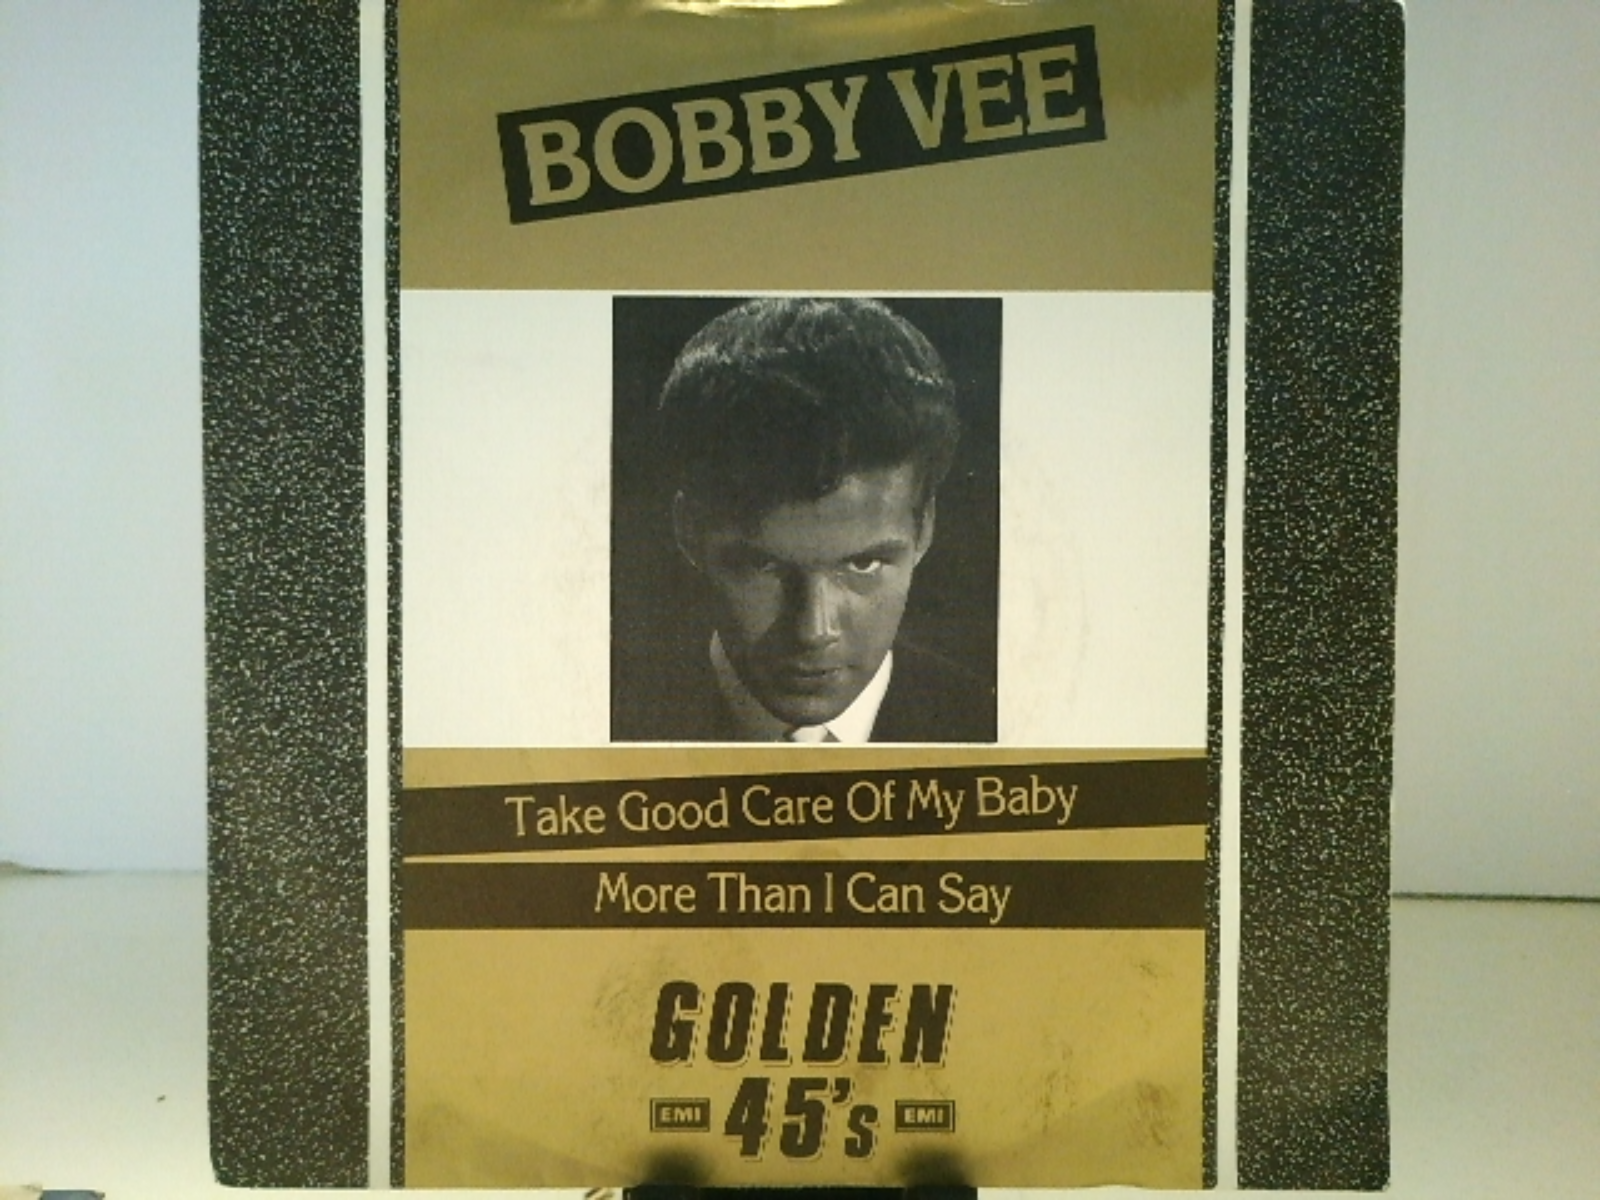 BOBBY VEE
Take Good Care Of My Baby
More Than I Can Say
GOLDEN
EMI 45's EMI